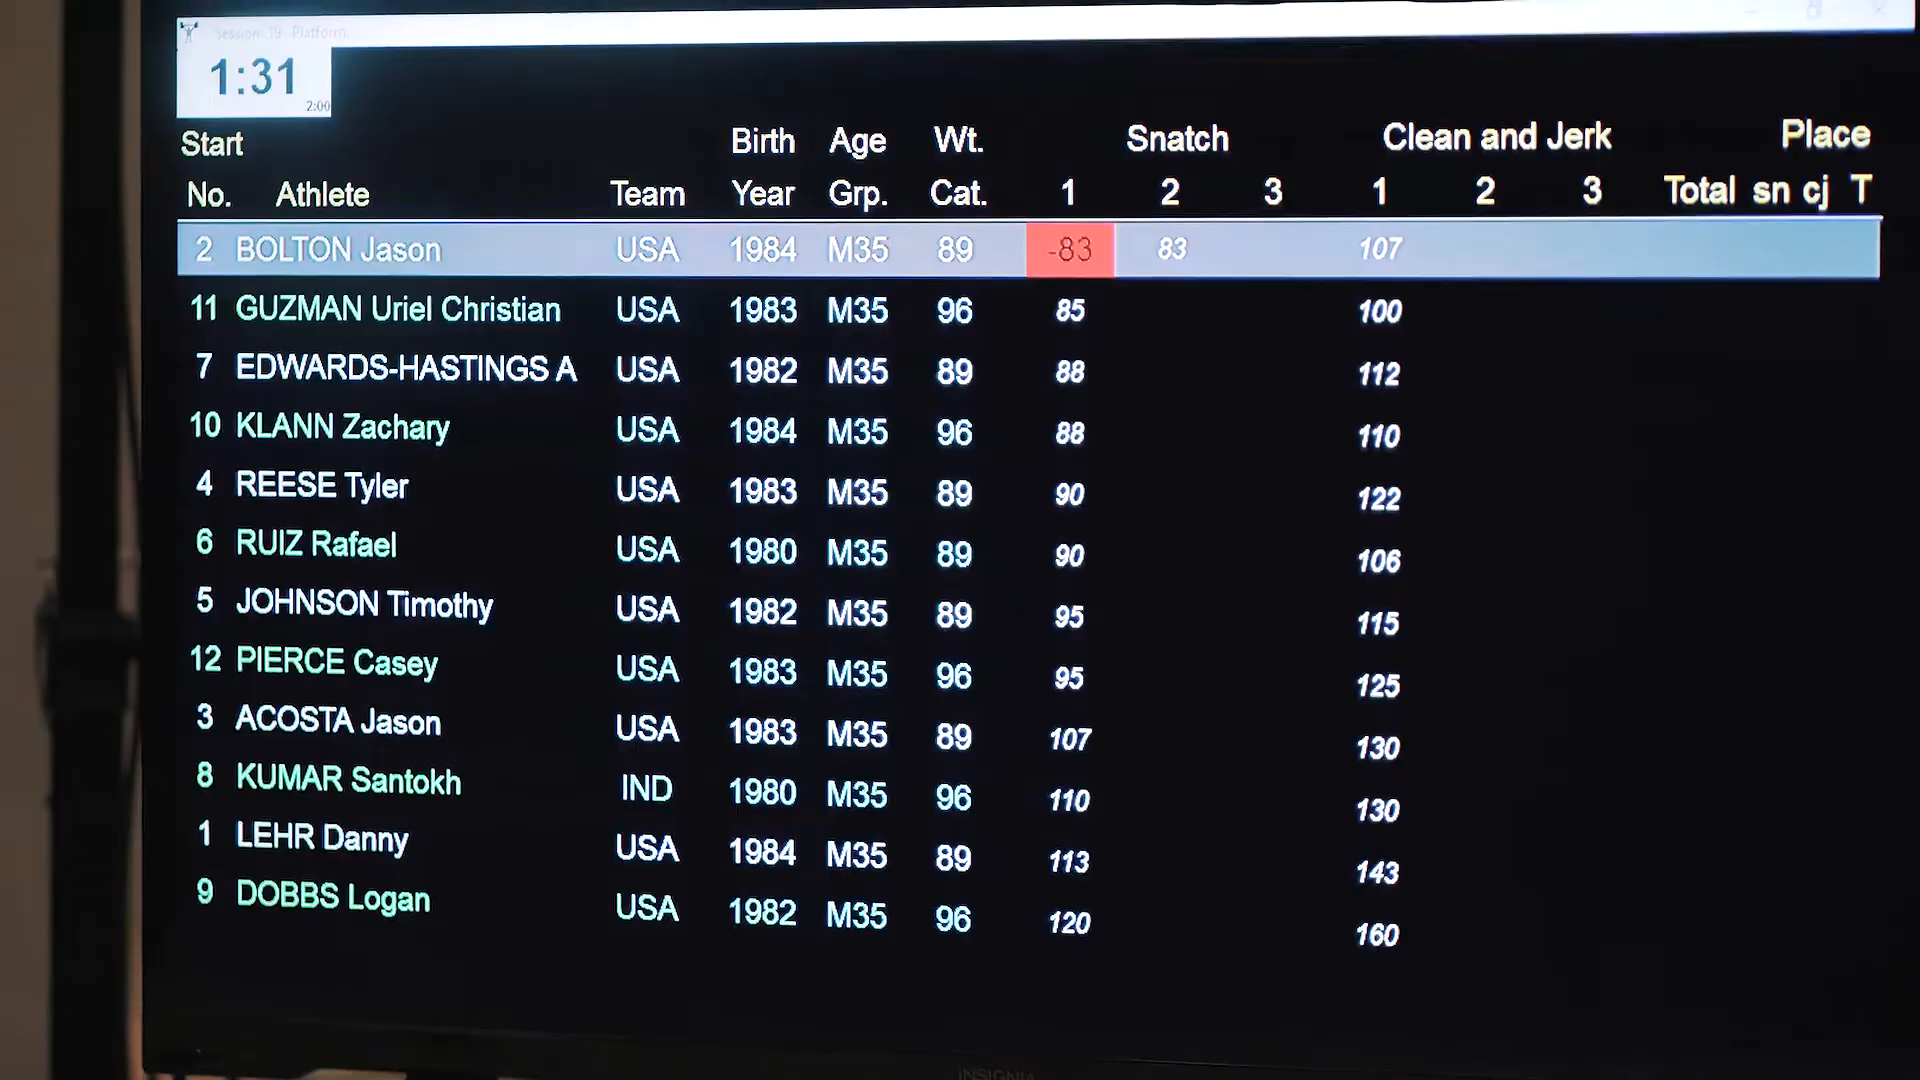 Session 19 Platform
1:31
2:00
Start Birth Age Wt. Snatch Clean and Jerk Place
No. Athlete Team Year Grp. Cat. 1 2 3 1 2 3 Total sn cj T
2 BOLTON Jason USA 1984 M35 89 -83 83 107
11 GUZMAN Uriel Christian USA 1983 M35 96 85 100
7 EDWARDS-HASTINGS A USA 1982 M35 89 88 112
10 KLANN Zachary USA 1984 M35 96 88 110
4 REESE Tyler USA 1983 M35 89 90 122
6 RUIZ Rafael USA 1980 M35 89 90 106
5 JOHNSON Timothy USA 1982 M35 89 95 115
12 PIERCE Casey USA 1983 M35 96 95 125
3 ACOSTA Jason USA 1983 M35 89 107 130
8 KUMAR Santokh IND 1980 M35 96 110 130
1 LEHR Danny USA 1984 M35 89 113 143
9 DOBBS Logan USA 1982 M35 96 120 160
INSIGNIA